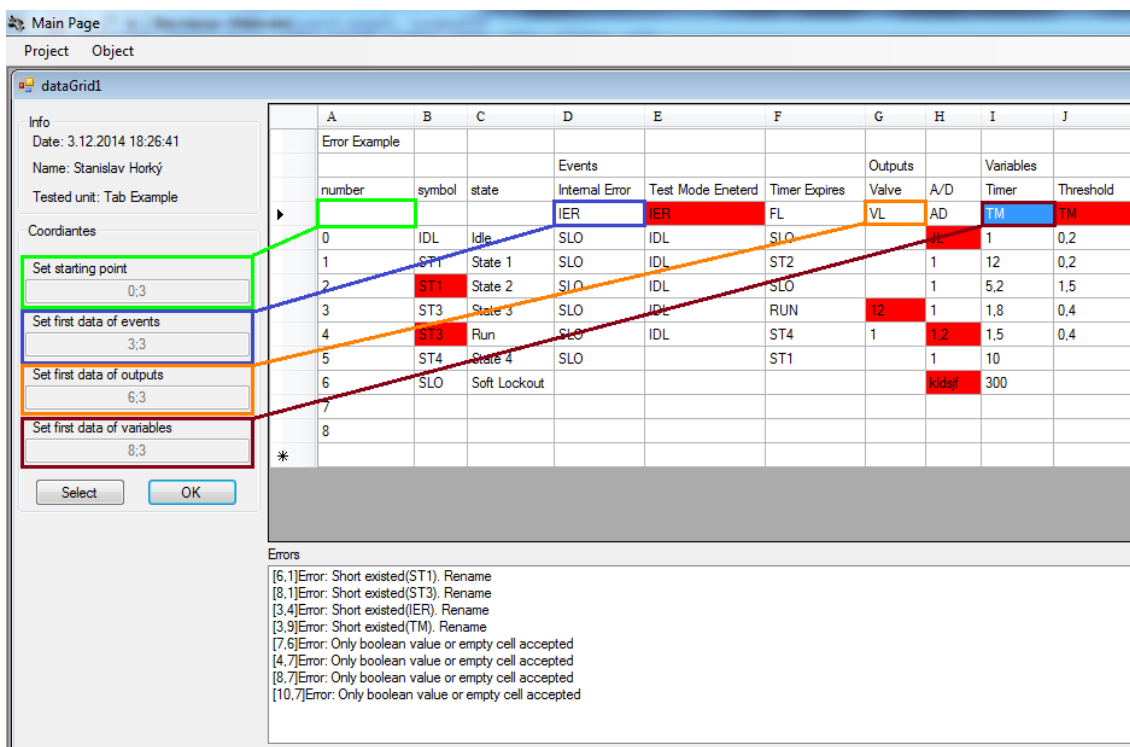 Main Page
Project Object
dataGrid1
Info
Date: 3.12.2014 18:26:41
Name: Stanislav Horký
Tested unit: Tab Example
Coordiantes
Set starting point
0;3
Set first data of events
3;3
Set first data of outputs
6;3
Set first data of variables
8;3
Select OK
A B C D E F G H I J
Error Example
Events Outputs Variables
number symbol state Internal Error Test Mode Eneterd Timer Expires Valve A/D Timer Threshold
IER IER FL VL AD TM TM
0 IDL Idle SLO IDL SLO JL 1 0,2
1 ST1 State 1 SLO IDL ST2 1 12 0,2
2 ST1 State 2 SLO IDL SLO 5,2 1,5
3 ST3 State 3 SLO IDL RUN 12 1 1,8 0,4
4 ST3 Run SLO IDL ST4 1 1,2 1,5 0,4
5 ST4 State 4 SLO ST1 1 10
6 SLO Soft Lockout kldsjf 300
7
8
Errors
[6,1]Error: Short existed(ST1). Rename
[8,1]Error: Short existed(ST3). Rename
[3,4]Error: Short existed(IER). Rename
[3,9]Error: Short existed(TM). Rename
[7,6]Error: Only boolean value or empty cell accepted
[4,7]Error: Only boolean value or empty cell accepted
[8,7]Error: Only boolean value or empty cell accepted
[10,7]Error: Only boolean value or empty cell accepted